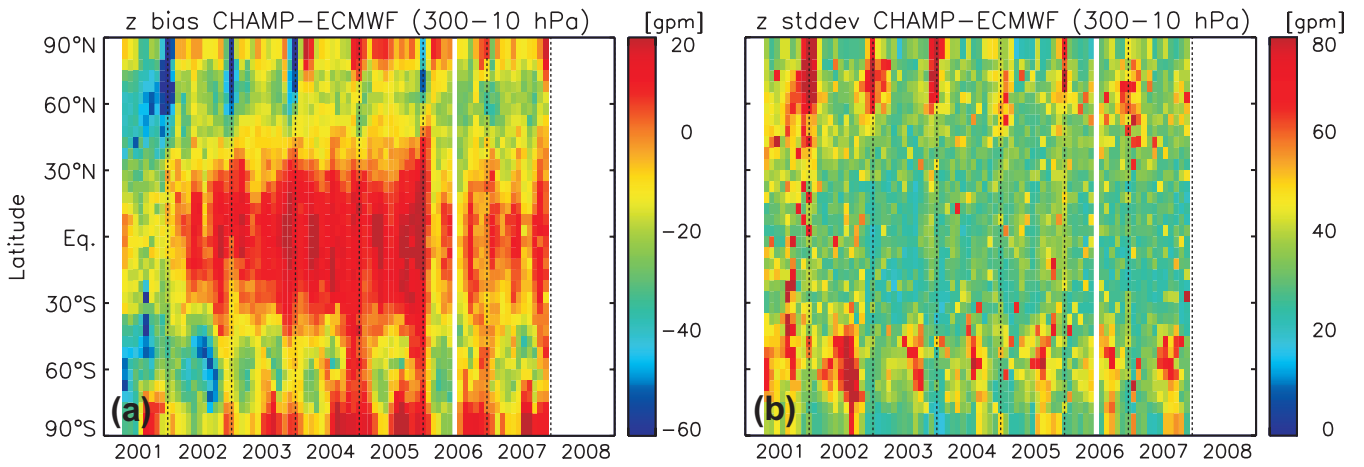 z bias CHAMP-ECMWF (300-10 hPa)
[gpm]
Latitude
90°N
60°N
30°N
Eq.
30°S
60°S
90°S
(a)
2001 2002 2003 2004 2005 2006 2007 2008
20
0
-20
-40
-60
z stddev CHAMP-ECMWF (300-10 hPa)
[gpm]
(b)
2001 2002 2003 2004 2005 2006 2007 2008
80
60
40
20
0